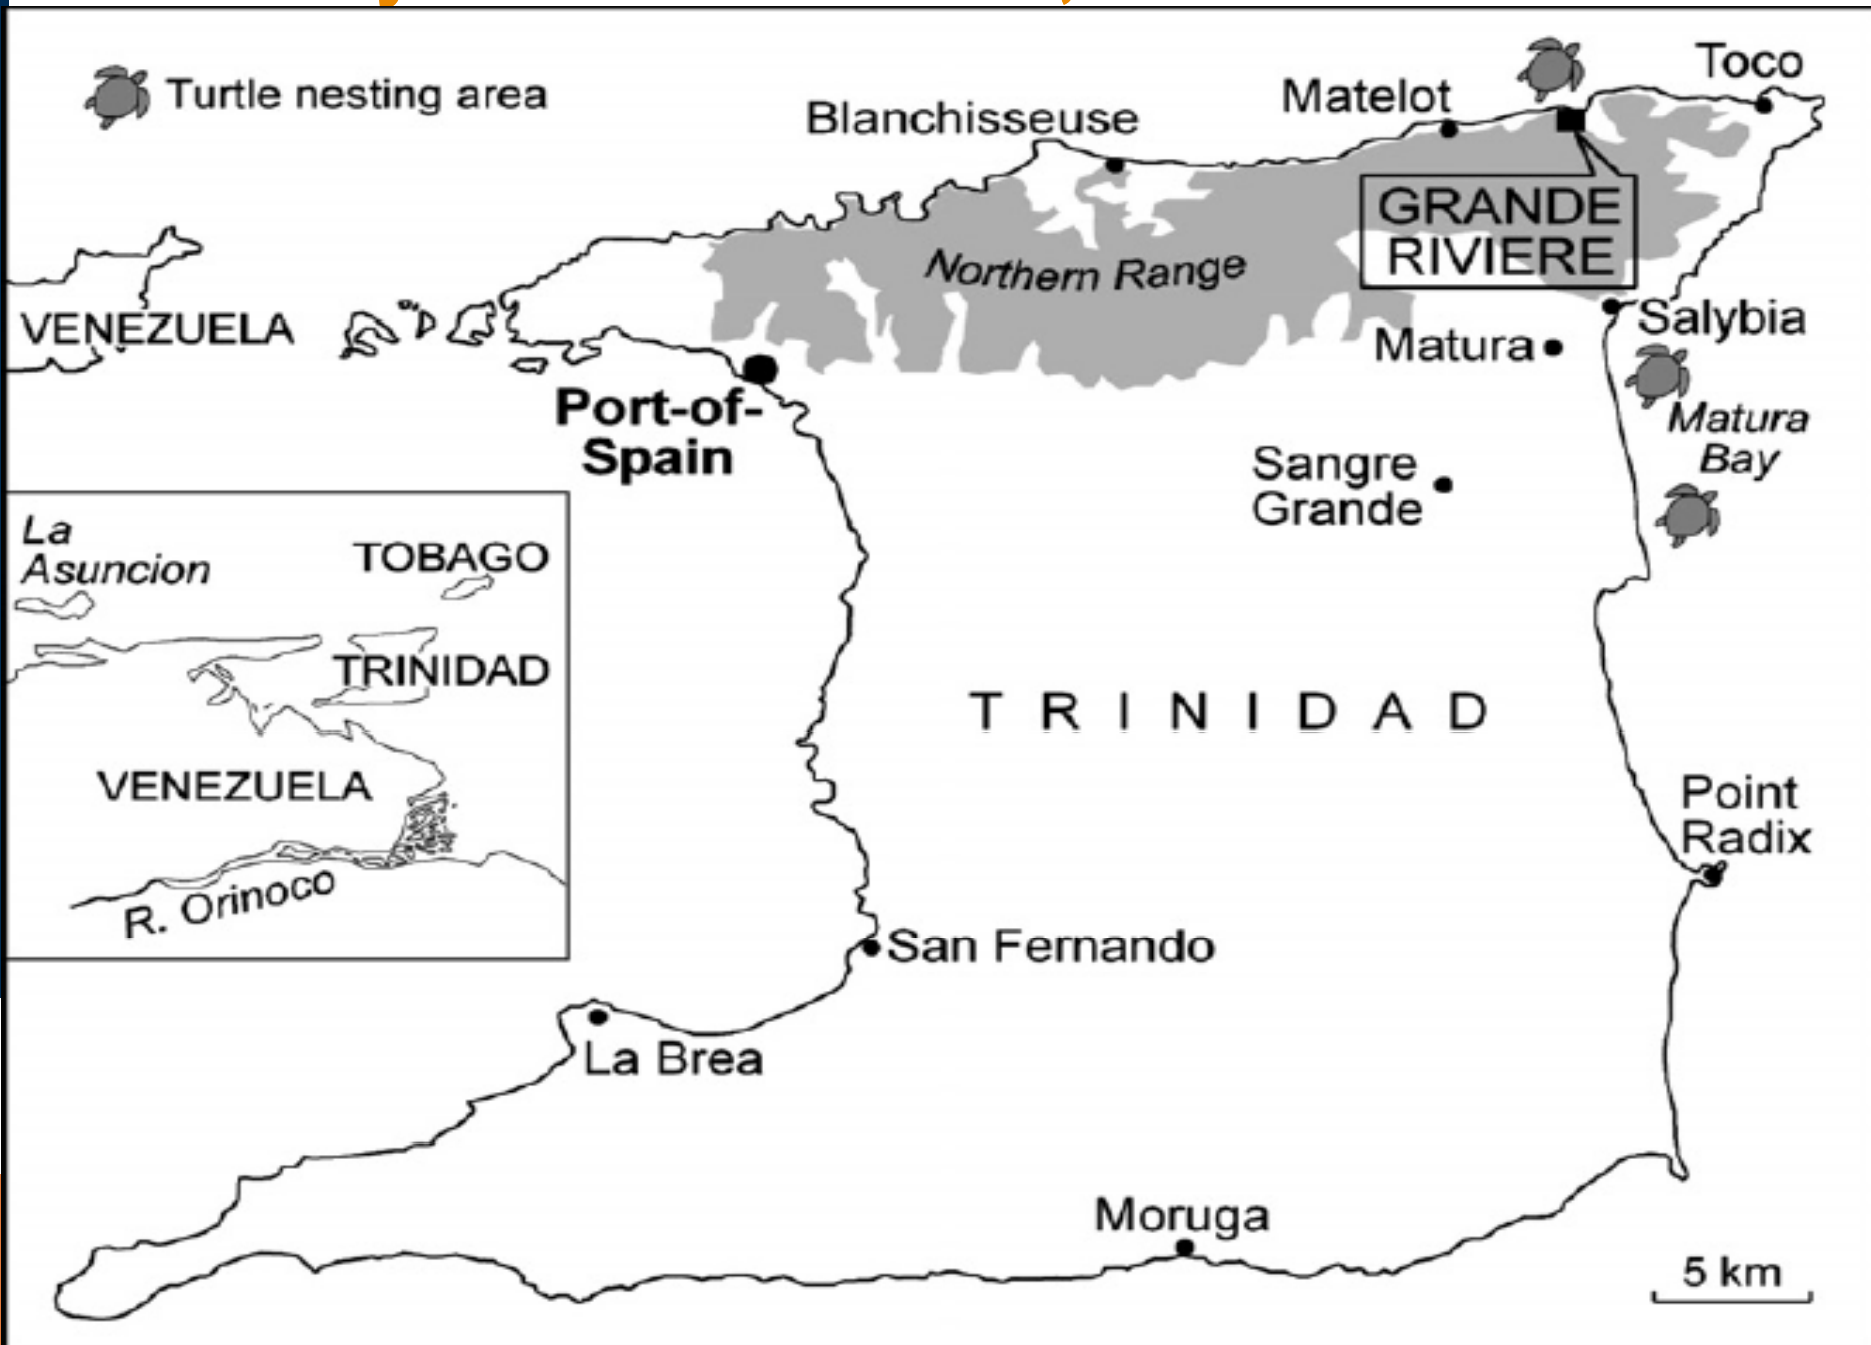 Turtle nesting area
Toco
Matelot
Blanchisseuse
GRANDE
RIVIERE
Northern Range
VENEZUELA
Salybia
Matura
Port-of-
Spain
Matura
Bay
Sangre
Grande
La
Asuncion
TOBAGO
TRINIDAD
VENEZUELA
R. Orinoco
TRINIDAD
Point
Radix
San Fernando
La Brea
Moruga
5 km